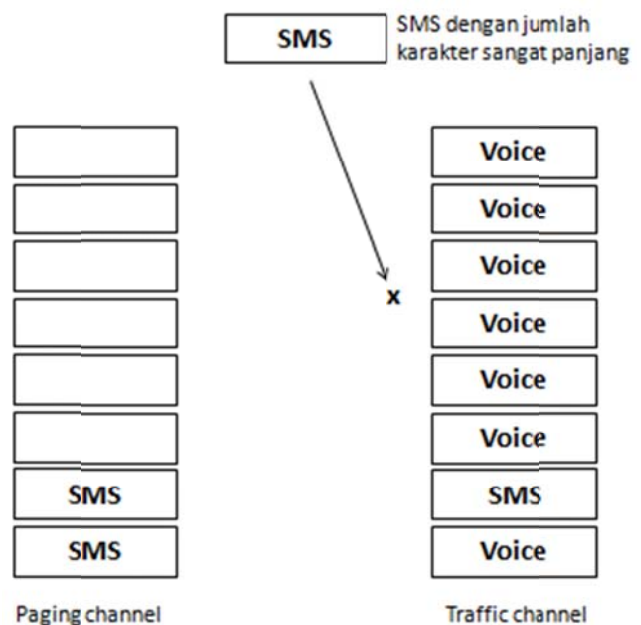 SMS
SMS dengan jumlah
karakter sangat panjang
Voice
Voice
Voice
x
Voice
Voice
Voice
SMS
SMS
SMS
Voice
Paging channel
Traffic channel